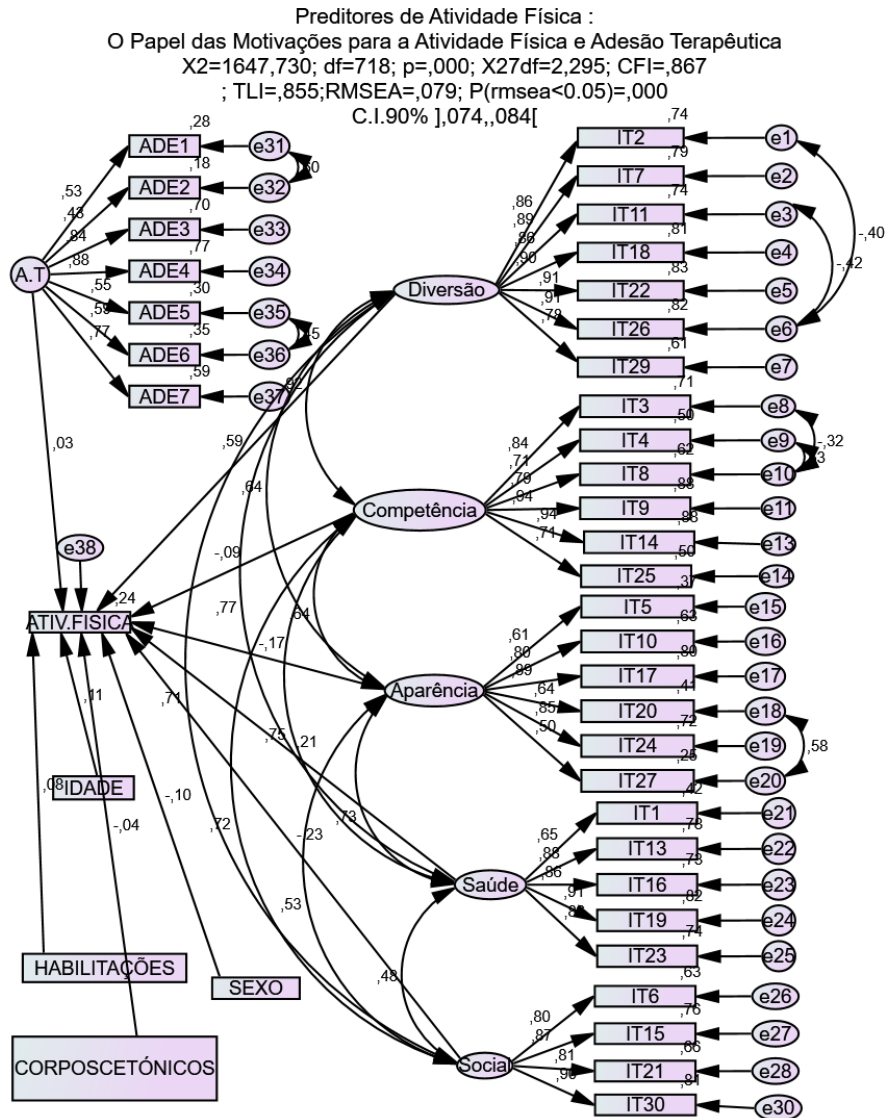 Preditores de Atividade Física :
O Papel das Motivações para a Atividade Física e Adesão Terapêutica
X2=1647,730; df=718; p=,000; X27df=2,295; CFI=,867
; TLI=,855;RMSEA=,079; P(rmsea<0.05)=,000
C.I.90% ],074,,084[
,28
ADE1
e31
,18
ADE2
e32
,70
ADE3
e33
,77
ADE4
e34
,30
ADE5
e35
,35
ADE6
e36
,59
ADE7
e37
A.T
,53
,43
,84
,88
,55
,59
,77
,03
Diversão
,86
,89
,86
,90
,91
,91
,78
,74
IT2
e1
,79
IT7
e2
,74
IT11
e3
,81
IT18
e4
,83
IT22
e5
,82
IT26
e6
,61
IT29
e7
-,40
-,42
Competência
,84
,71
,79
,94
,94
,71
,71
IT3
e8
,50
IT4
e9
,62
IT8
e10
,88
IT9
e11
,88
IT14
e13
,50
IT25
e14
-,32
Aparência
,61
,80
,89
,64
,85
,50
,37
IT5
e15
,63
IT10
e16
,80
IT17
e17
,41
IT20
e18
,72
IT24
e19
,25
IT27
e20
,58
Saúde
,65
,88
,86
,91
,42
IT1
e21
,78
IT13
e22
,73
IT16
e23
,82
IT19
e24
,74
IT23
e25
Social
,80
,87
,81
,63
IT6
e26
,76
IT15
e27
,66
IT21
e28
,81
IT30
e30
,92
,59
,64
-,09
,77
,64
-,17
,71
,75
,21
,73
,72
-,23
,53
,48
e38
,24
ATIV.FISICA
,11
IDADE
,08
-,10
-,04
HABILITAÇÕES
SEXO
CORPOSCETÓNICOS